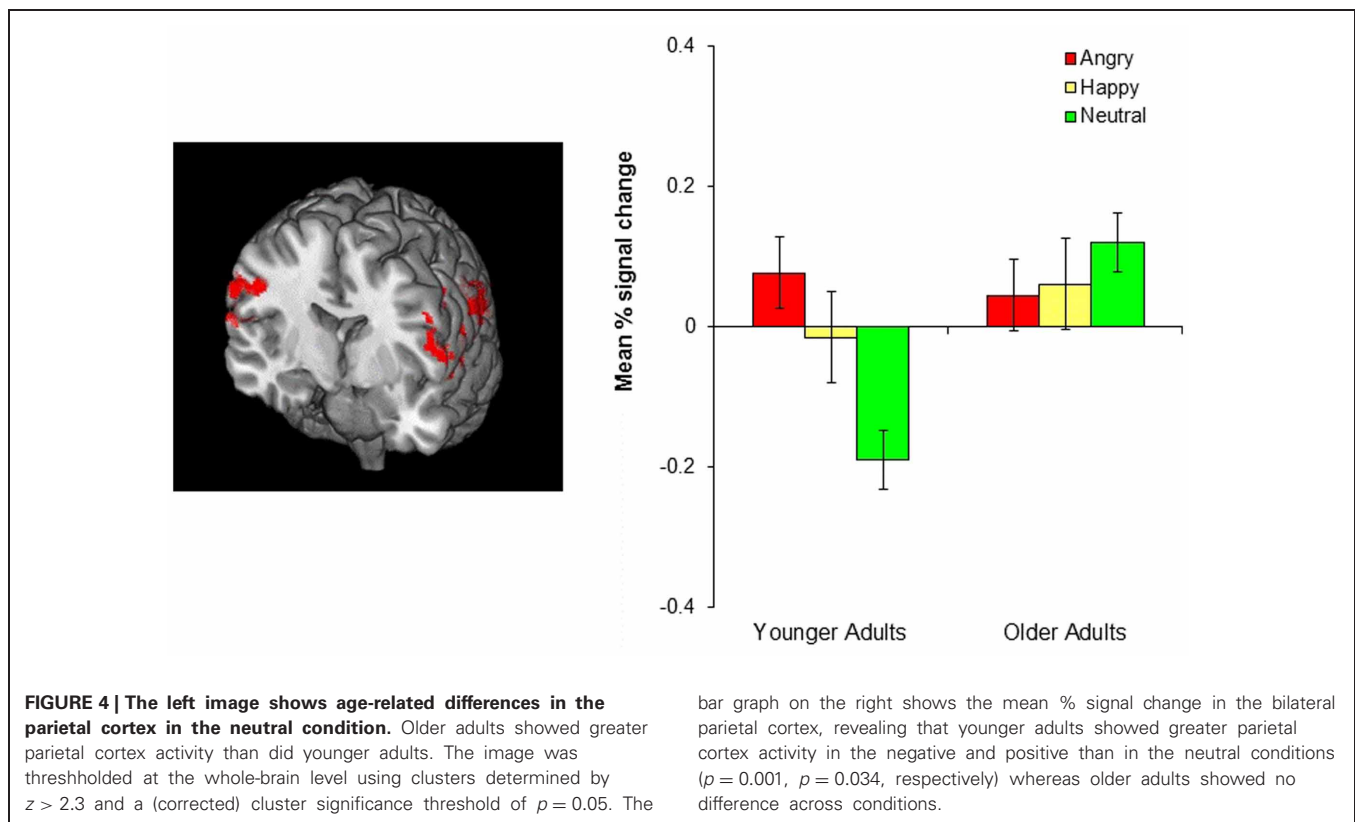 0.4
Angry
Happy
Neutral
0.2
Mean % signal change
0
-0.2
-0.4
Younger Adults
Older Adults
FIGURE 4 | The left image shows age-related differences in the
parietal cortex in the neutral condition. Older adults showed greater
parietal cortex activity than did younger adults. The image was
threshholded at the whole-brain level using clusters determined by
z > 2.3 and a (corrected) cluster significance threshold of p = 0.05. The
bar graph on the right shows the mean % signal change in the bilateral
parietal cortex, revealing that younger adults showed greater parietal
cortex activity in the negative and positive than in the neutral conditions
(p = 0.001, p = 0.034, respectively) whereas older adults showed no
difference across conditions.